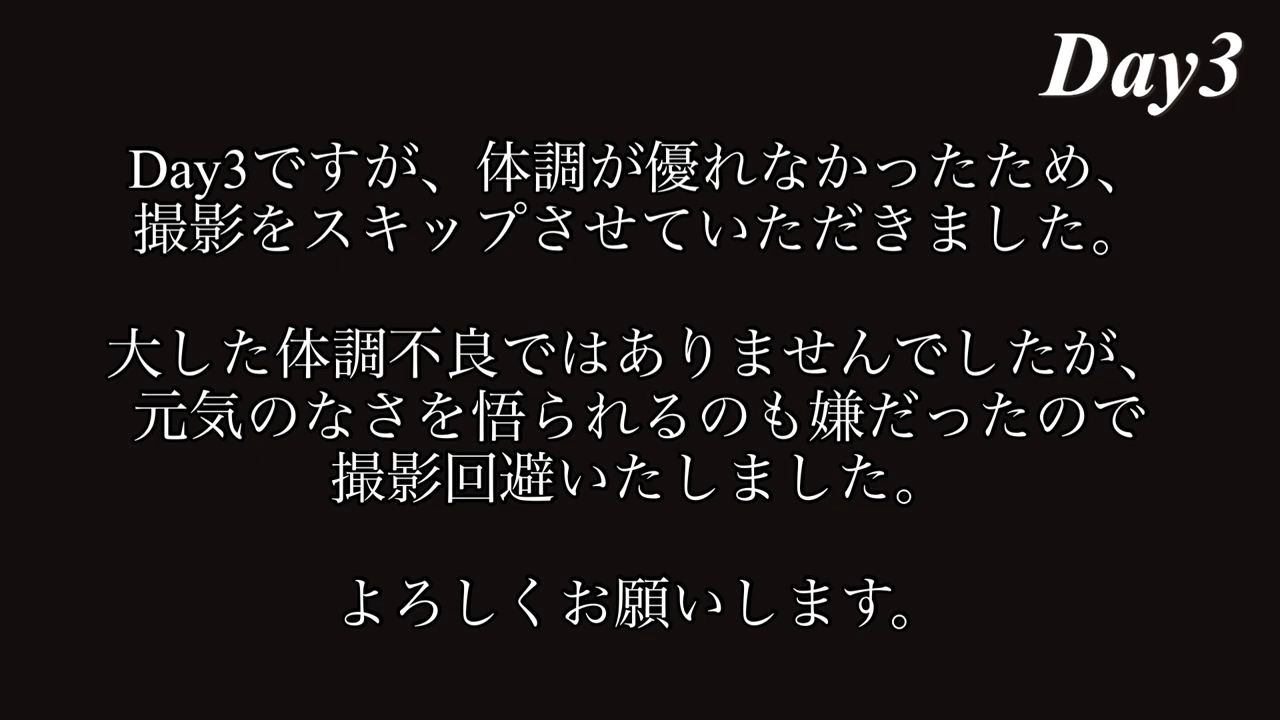 Day3
Day3ですが、体調が優れなかったため、
撮影をスキップさせていただきました。
大した体調不良ではありませんでしたが、
元気のなさを悟られるのも嫌だったので
撮影回避いたしました。
よろしくお願いします。